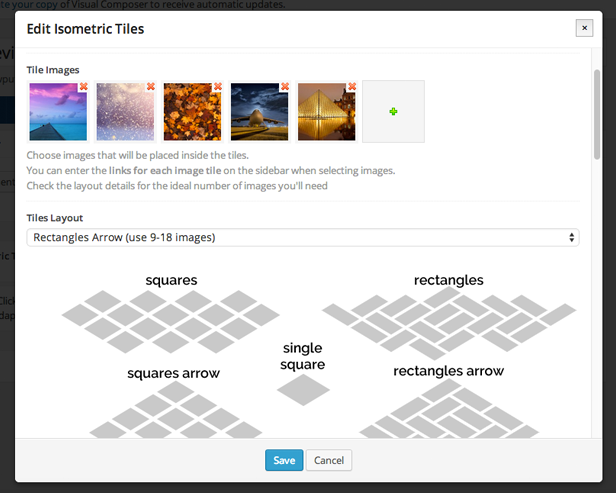 te your copy of Visual Composer to receive automatic updates.
Edit Isometric Tiles
Tile Images
Choose images that will be placed inside the tiles.
You can enter the links for each image tile on the sidebar when selecting images.
Check the layout details for the ideal number of images you'll need
Tiles Layout
Rectangles Arrow (use 9-18 images)
squares
rectangles
single
square
squares arrow
rectangles arrow
Save
Cancel